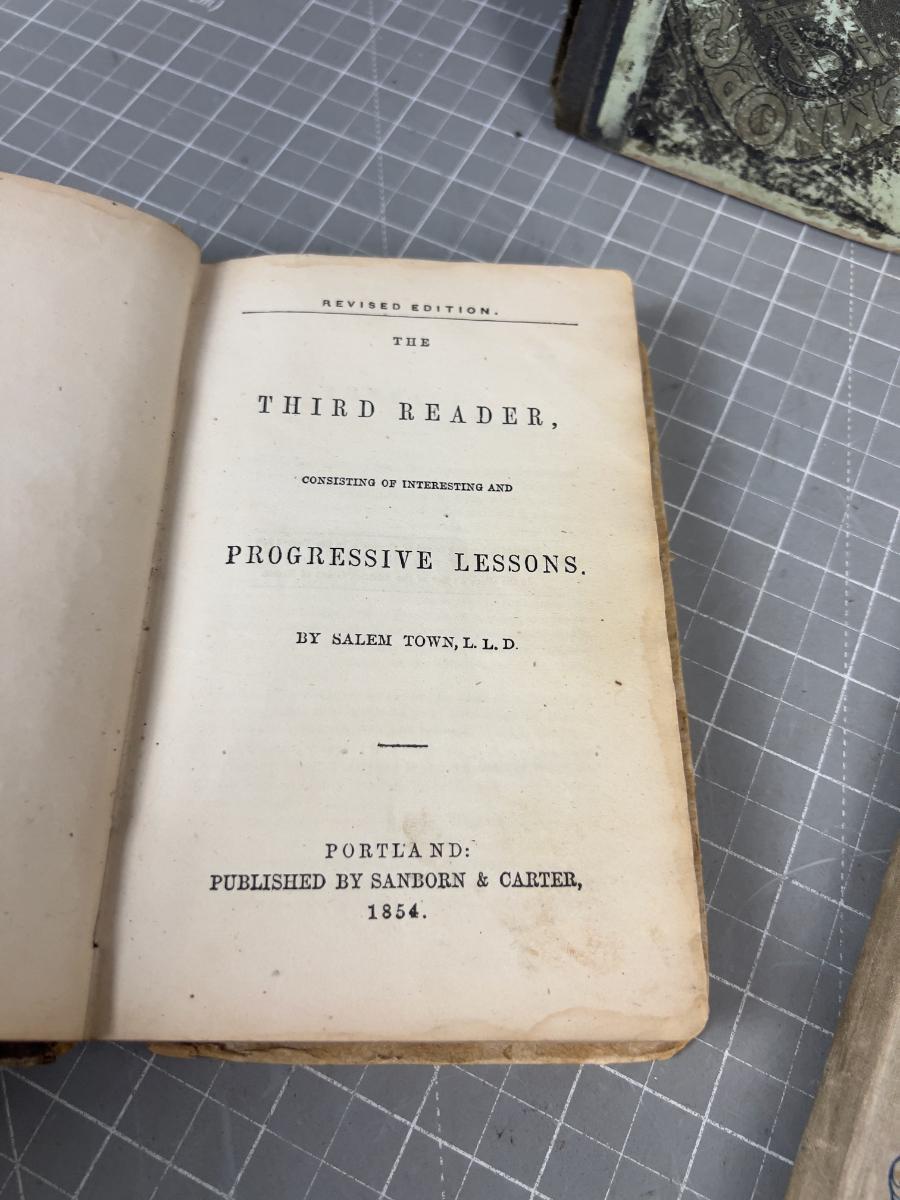 REVISED EDITION.
THE
THIRD READER,
CONSISTING OF INTERESTING AND
PROGRESSIVE LESSONS.
BY SALEM TOWN, L. L. D.
PORTLAND:
PUBLISHED BY SANBORN & CARTER,
1854.